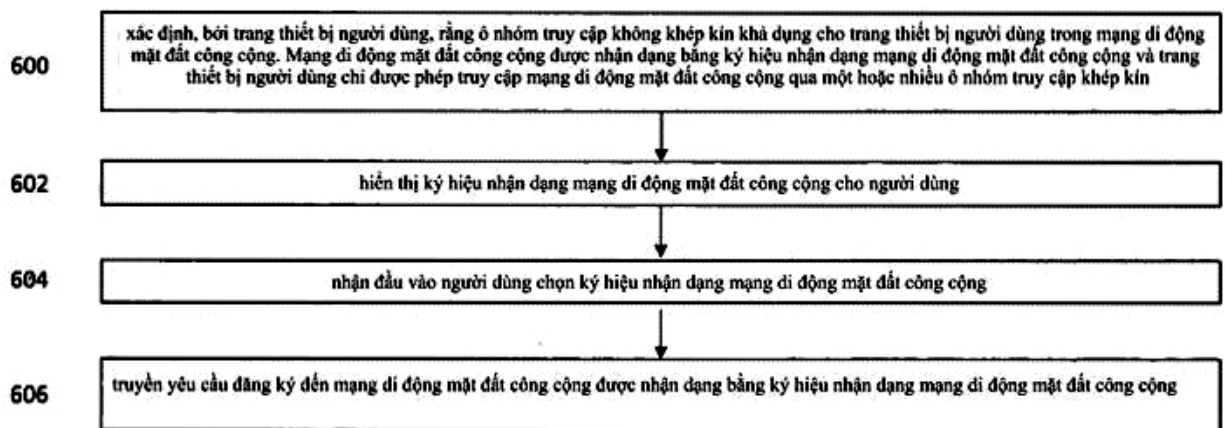 600
xác định, bởi trang thiết bị người dùng, rằng ô nhóm truy cập không khép kín khả dụng cho trang thiết bị người dùng trong mạng di động
mặt đất công cộng. Mạng di động mặt đất công cộng được nhận dạng bằng ký hiệu nhận dạng mạng di động mặt đất công cộng và trang
thiết bị người dùng chỉ được phép truy cập mạng di động mặt đất công cộng qua một hoặc nhiều ô nhóm truy cập khép kín
602
hiển thị ký hiệu nhận dạng mạng di động mặt đất công cộng cho người dùng
604
nhận đầu vào người dùng chọn ký hiệu nhận dạng mạng di động mặt đất công cộng
606
truyền yêu cầu đăng ký đến mạng di động mặt đất công cộng được nhận dạng bằng ký hiệu nhận dạng mạng di động mặt đất công cộng